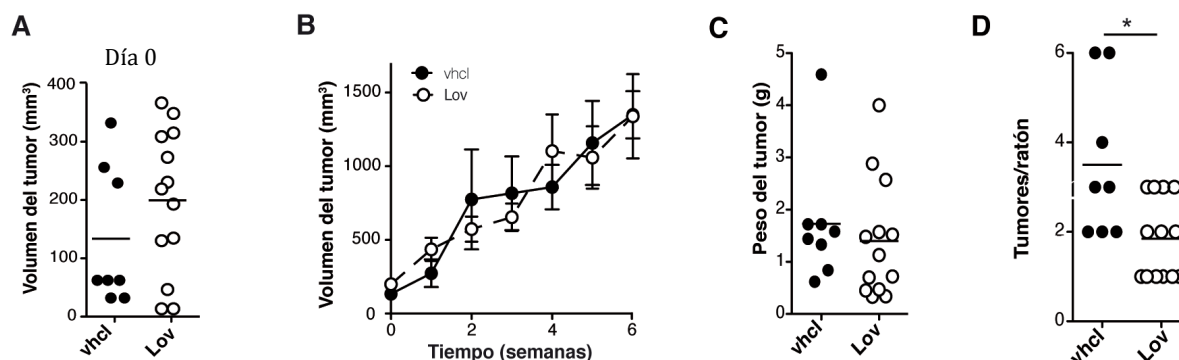 A
Día 0
Volumen del tumor (mm³)
400
300
200
100
0
vhcl
Lov
B
Volumen del tumor (mm³)
1500
1000
500
0
vhcl
Lov
0
2
4
6
Tiempo (semanas)
C
Peso del tumor (g)
5
4
3
2
1
0
vhcl
Lov
D
*
Tumores/ratón
6
4
2
0
vhcl
Lov